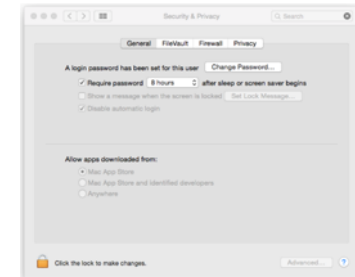 Security & Privacy
Search
General FileVault Firewall Privacy
A login password has been set for this user Change Password...
Require password 8 hours after sleep or screen saver begins
Show a message when the screen is locked Set Lock Message...
Disable automatic login
Allow apps downloaded from:
Mac App Store
Mac App Store and identified developers
Anywhere
Click the lock to make changes.
Advanced... ?